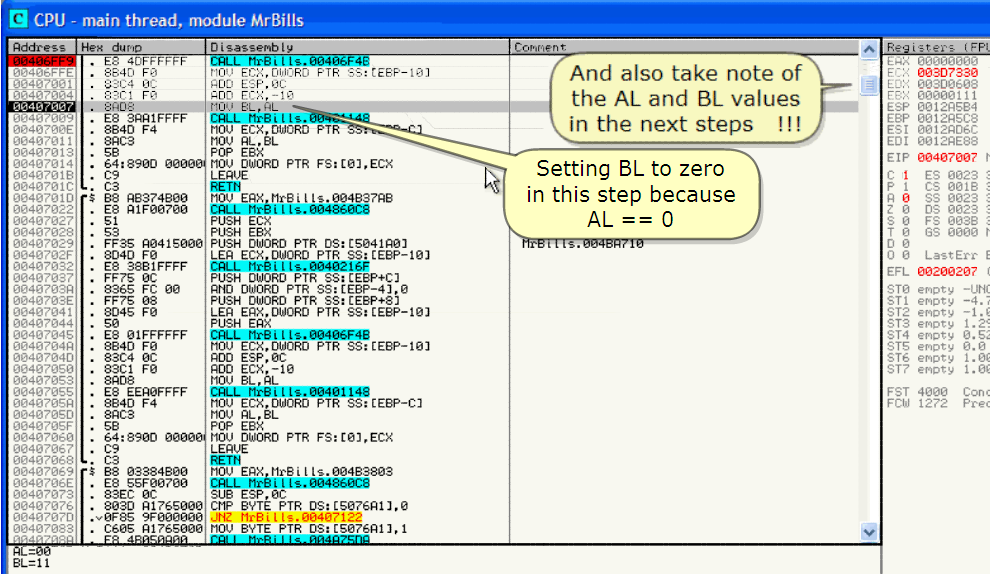 C CPU - main thread, module MrBills
Address Hex dump Disassembly Comment Registers (FPU
00406FF9 . E8 4DFFFFFF CALL MrBills.00406F4B
00406FFE . 8B4D F0 MOV ECX,DWORD PTR SS:[EBP-10]
00407001 . 83C4 0C ADD ESP,0C
00407004 . 83C1 F0 ADD ECX,-10
00407007 . 8AD8 MOV BL,AL
00407009 . E8 3AA1FFFF CALL MrBills.00401148
0040700E . 8B4D F4 MOV ECX,DWORD PTR SS:[EBP-C]
00407011 . 8AC3 MOV AL,BL
00407013 . 5B POP EBX
00407014 . 64:890D 00000 MOV DWORD PTR FS:[0],ECX
0040701B . C9 LEAVE
0040701C . C3 RETN
0040701D $ B8 AB374B00 MOV EAX,MrBills.004B37AB
00407022 . E8 A1F00700 CALL MrBills.004860C8
00407027 . 51 PUSH ECX
00407028 . 53 PUSH EBX
00407029 . FF35 A0415000 PUSH DWORD PTR DS:[5041A0] MrBills.004BA710
0040702F . 8D4D F0 LEA ECX,DWORD PTR SS:[EBP-10]
00407032 . E8 38B1FFFF CALL MrBills.0040216F
00407037 . FF75 0C PUSH DWORD PTR SS:[EBP+C]
0040703A . 8365 FC 00 AND DWORD PTR SS:[EBP-4],0
0040703E . FF75 08 PUSH DWORD PTR SS:[EBP+8]
00407041 . 8D45 F0 LEA EAX,DWORD PTR SS:[EBP-10]
00407044 . 50 PUSH EAX
00407045 . E8 01FFFFFF CALL MrBills.00406F4B
0040704A . 8B4D F0 MOV ECX,DWORD PTR SS:[EBP-10]
0040704D . 83C4 0C ADD ESP,0C
00407050 . 83C1 F0 ADD ECX,-10
00407053 . 8AD8 MOV BL,AL
00407055 . E8 EEA0FFFF CALL MrBills.00401148
0040705A . 8B4D F4 MOV ECX,DWORD PTR SS:[EBP-C]
0040705D . 8AC3 MOV AL,BL
0040705F . 5B POP EBX
00407060 . 64:890D 00000 MOV DWORD PTR FS:[0],ECX
00407067 . C9 LEAVE
00407068 . C3 RETN
00407069 $ B8 03384B00 MOV EAX,MrBills.004B3803
0040706E . E8 55F00700 CALL MrBills.004860C8
00407073 . 83EC 0C SUB ESP,0C
00407076 . 803D A1765000 CMP BYTE PTR DS:[5076A1],0
0040707D .v0F85 9F000000 JNZ MrBills.00407122
00407083 . C605 A1765000 MOV BYTE PTR DS:[5076A1],1
0040708A . E8 4B050A00 CALL MrBills.004A75DA
AL=00
BL=11
And also take note of
the AL and BL values
in the next steps !!!
Setting BL to zero
in this step because
AL == 0
EAX 00000000
ECX 003D7330
EDX 003D0608
EBX 00000111
ESP 0012A5B4
EBP 0012A5C8
ESI 0012AD6C
EDI 0012AE88
EIP 00407007
C 1 ES 0023
P 1 CS 001B
A 0 SS 0023
Z 0 DS 0023
S 0 FS 003B
T 0 GS 0000
D 0
O 0 LastErr
EFL 00200207
ST0 empty -UNO
ST1 empty -4.7
ST2 empty -1.0
ST3 empty 1.29
ST4 empty 0.52
ST5 empty 0.0
ST6 empty 1.00
ST7 empty 1.00
FST 4000 Cond
FCW 1272 Prec